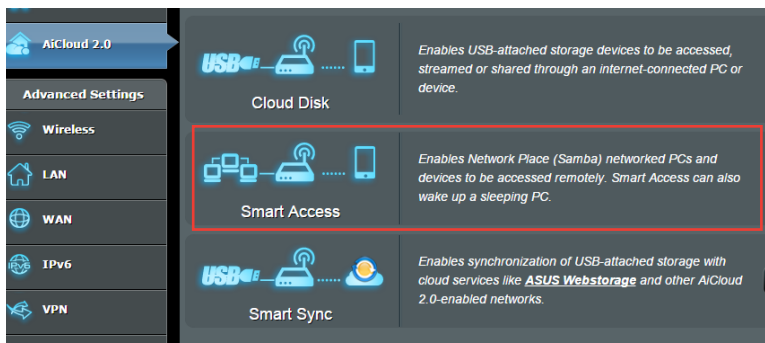 AiCloud 2.0
Advanced Settings
Wireless
LAN
WAN
IPv6
IPv6
VPN
USB
Cloud Disk
Enables USB-attached storage devices to be accessed,
streamed or shared through an internet-connected PC or
device.
Smart Access
Enables Network Place (Samba) networked PCs and
devices to be accessed remotely. Smart Access can also
wake up a sleeping PC.
USB
Smart Sync
Enables synchronization of USB-attached storage with
cloud services like ASUS Webstorage and other AiCloud
2.0-enabled networks.